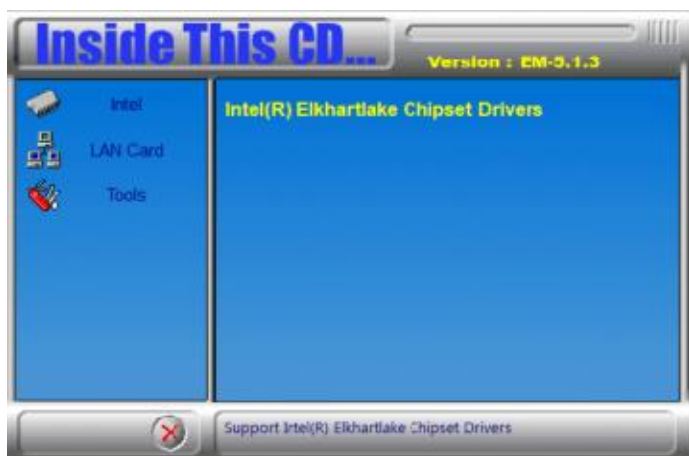 Inside This CD...
Version : EM-5.1.3
Intel
LAN Card
Tools
Intel(R) Elkhartlake Chipset Drivers
Support Intel(R) Elkhartlake Chipset Drivers